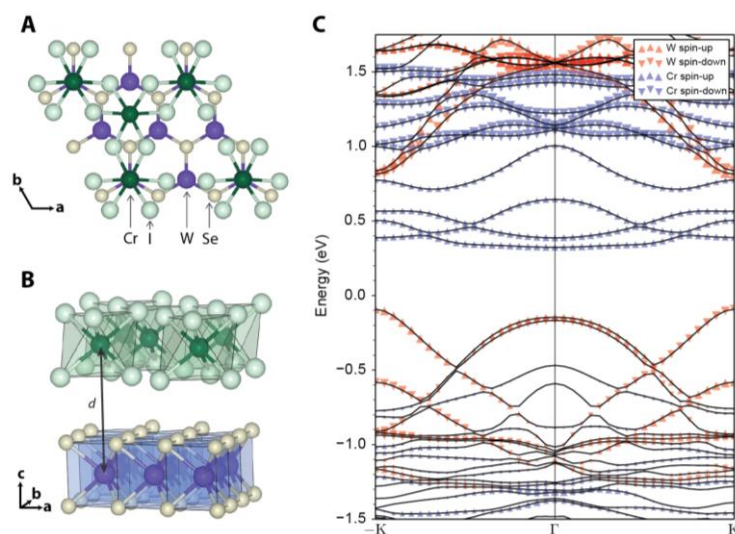 A
b
a
Cr
I
W
Se
B
d
c
b
a
C
W spin-up
W spin-down
Cr spin-up
Cr spin-down
Energy (eV)
1.5
1.0
0.5
0.0
−0.5
−1.0
−1.5
−K
Γ
K